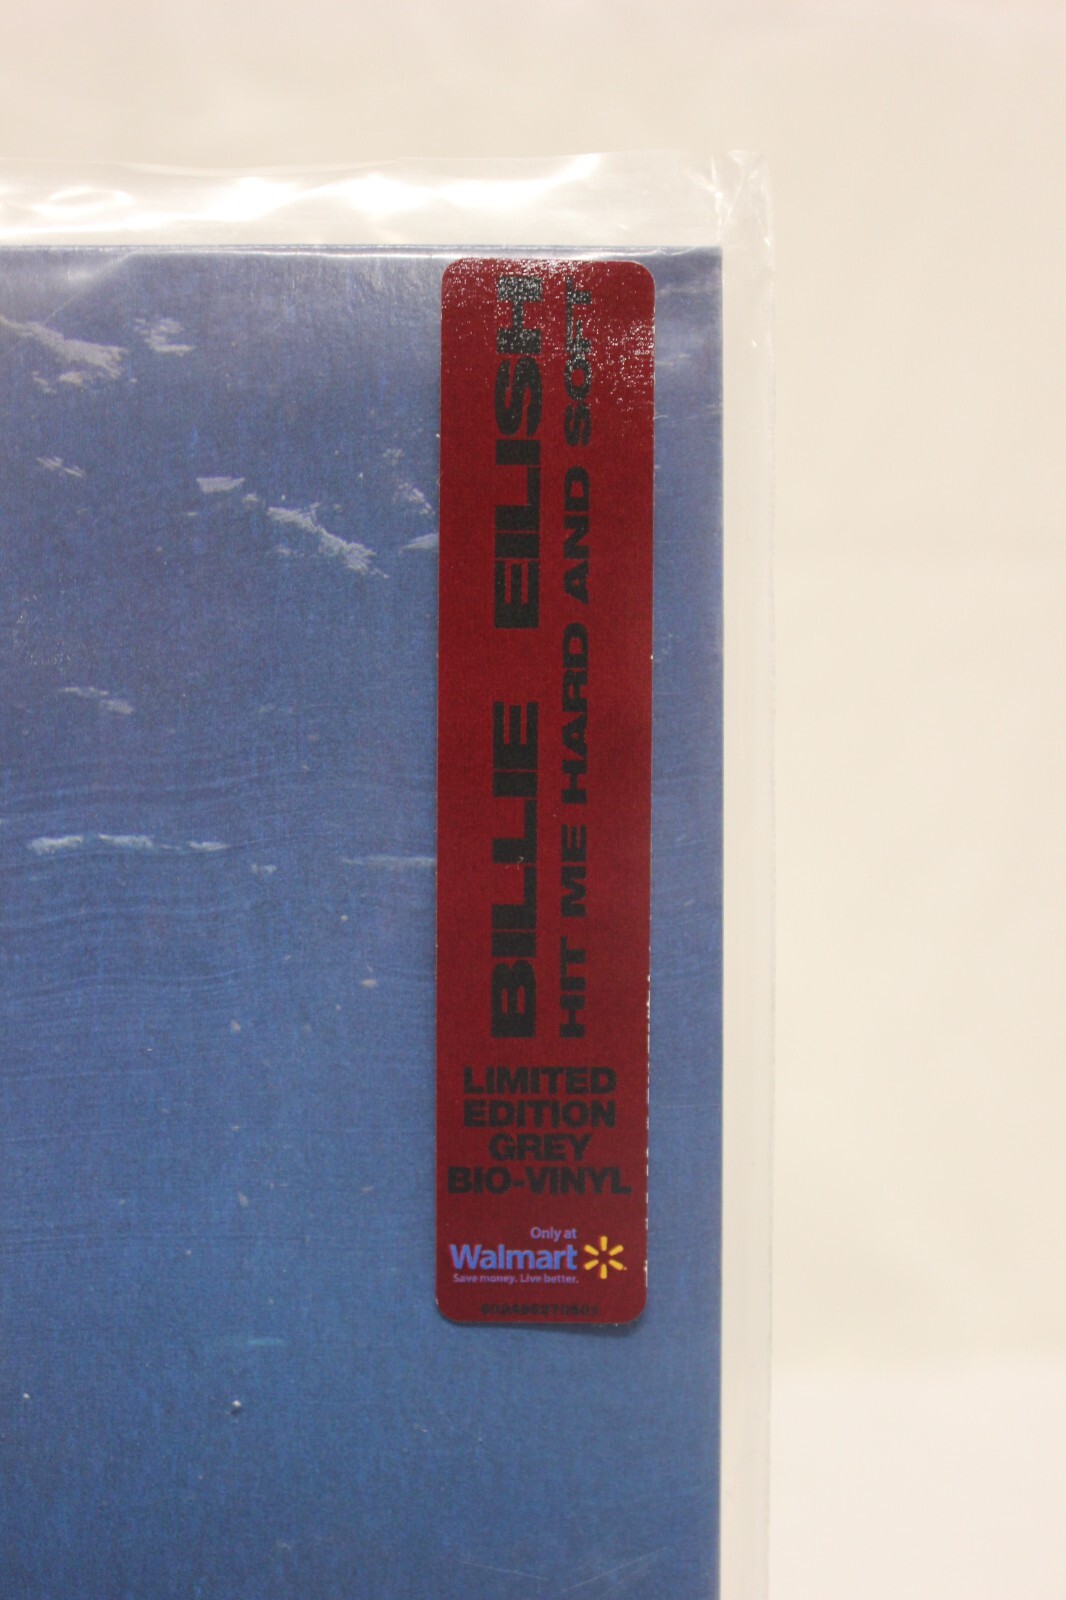 BILLIE EILISH
HIT ME HARD AND SOFT
LIMITED
EDITION
GREY
BIO-VINYL
Only at
Walmart
Save money. Live better.